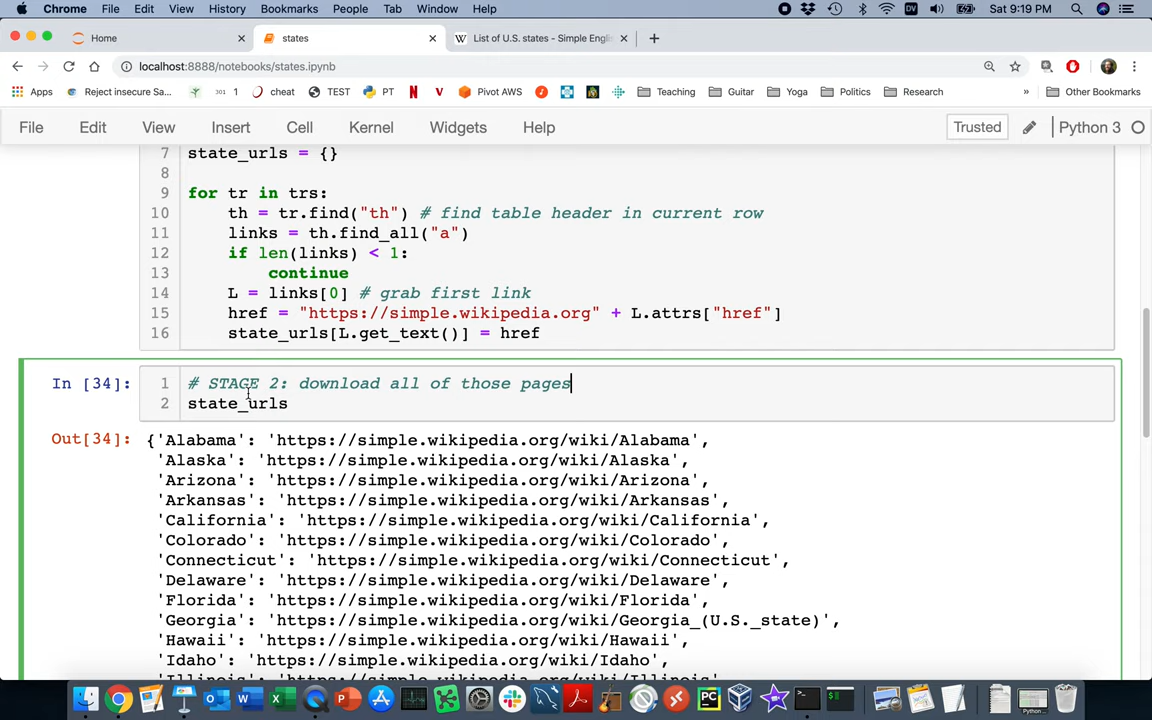 Chrome File Edit View History Bookmarks People Tab Window Help Sat 9:19 PM
Home states List of U.S. states - Simple Engli
localhost:8888/notebooks/states.ipynb
Apps Reject insecure Sa... 301 1 cheat TEST PT Pivot AWS Teaching Guitar Yoga Politics Research » Other Bookmarks
File Edit View Insert Cell Kernel Widgets Help Trusted Python 3
7 state_urls = {}
8
9 for tr in trs:
10 th = tr.find("th") # find table header in current row
11 links = th.find_all("a")
12 if len(links) < 1:
13 continue
14 L = links[0] # grab first link
15 href = "https://simple.wikipedia.org" + L.attrs["href"]
16 state_urls[L.get_text()] = href
In [34]: 1 # STAGE 2: download all of those pages
2 state_urls
Out[34]: {'Alabama': 'https://simple.wikipedia.org/wiki/Alabama',
'Alaska': 'https://simple.wikipedia.org/wiki/Alaska',
'Arizona': 'https://simple.wikipedia.org/wiki/Arizona',
'Arkansas': 'https://simple.wikipedia.org/wiki/Arkansas',
'California': 'https://simple.wikipedia.org/wiki/California',
'Colorado': 'https://simple.wikipedia.org/wiki/Colorado',
'Connecticut': 'https://simple.wikipedia.org/wiki/Connecticut',
'Delaware': 'https://simple.wikipedia.org/wiki/Delaware',
'Florida': 'https://simple.wikipedia.org/wiki/Florida',
'Georgia': 'https://simple.wikipedia.org/wiki/Georgia_(U.S._state)',
'Hawaii': 'https://simple.wikipedia.org/wiki/Hawaii',
'Idaho': 'https://simple.wikipedia.org/wiki/Idaho',